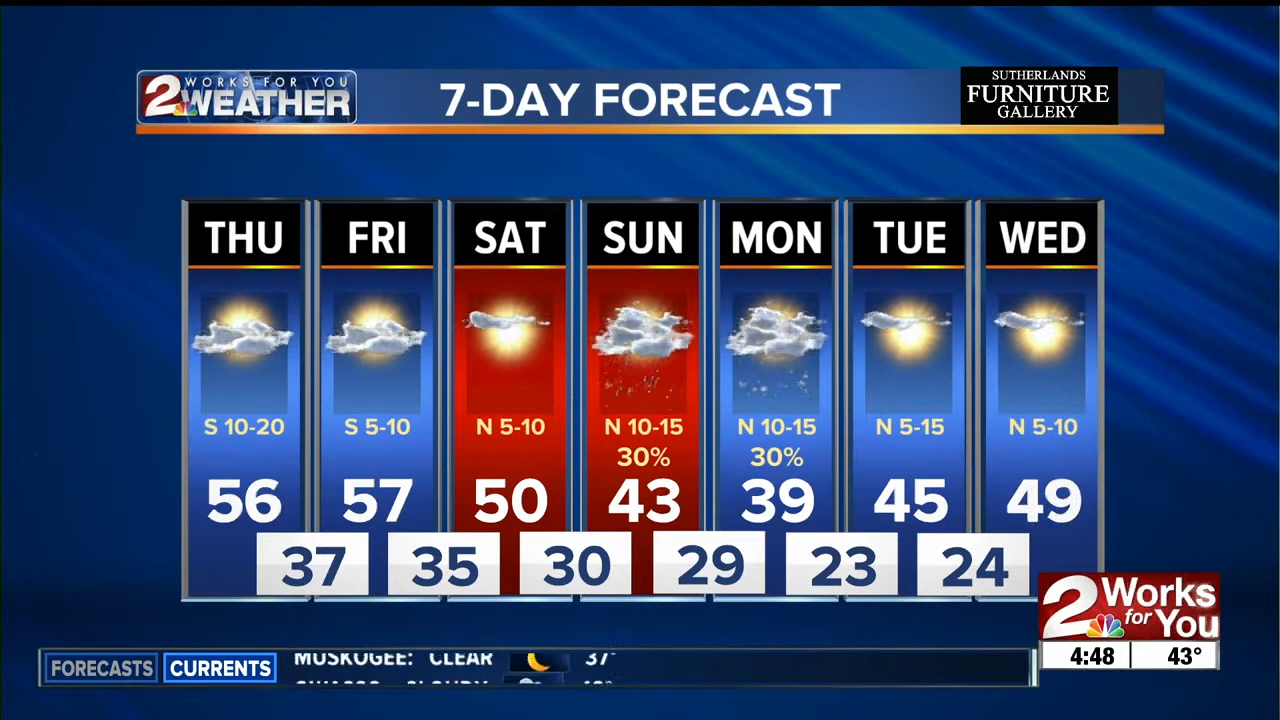 2 WORKS FOR YOU
WEATHER
7-DAY FORECAST
SUTHERLANDS
FURNITURE
GALLERY
THU FRI SAT SUN MON TUE WED
S 10-20 S 5-10 N 5-10 N 10-15 N 10-15 N 5-15 N 5-10
30% 30%
56 57 50 43 39 45 49
37 35 30 29 23 24
2 Works
for You
4:48 43°
FORECASTS CURRENTS
MUSKOGEE: CLEAR 37°